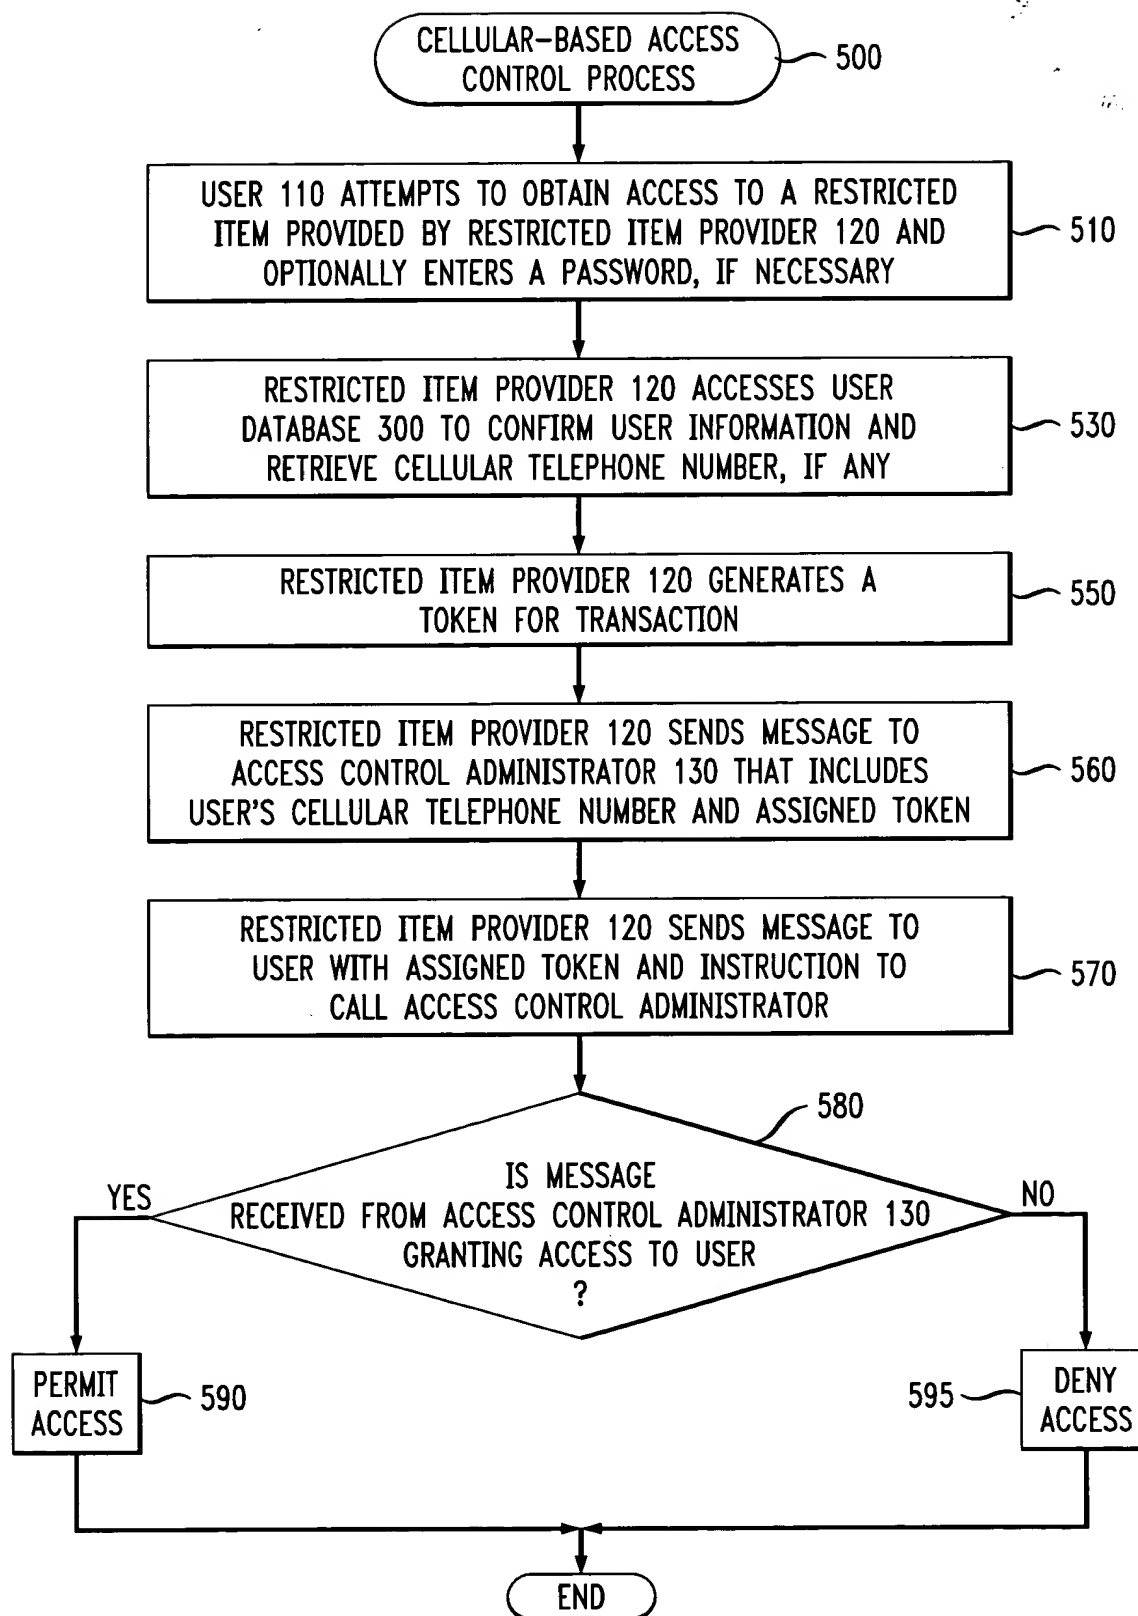 CELLULAR-BASED ACCESS
CONTROL PROCESS
500
USER 110 ATTEMPTS TO OBTAIN ACCESS TO A RESTRICTED
ITEM PROVIDED BY RESTRICTED ITEM PROVIDER 120 AND
OPTIONALLY ENTERS A PASSWORD, IF NECESSARY
510
RESTRICTED ITEM PROVIDER 120 ACCESSES USER
DATABASE 300 TO CONFIRM USER INFORMATION AND
RETRIEVE CELLULAR TELEPHONE NUMBER, IF ANY
530
RESTRICTED ITEM PROVIDER 120 GENERATES A
TOKEN FOR TRANSACTION
550
RESTRICTED ITEM PROVIDER 120 SENDS MESSAGE TO
ACCESS CONTROL ADMINISTRATOR 130 THAT INCLUDES
USER'S CELLULAR TELEPHONE NUMBER AND ASSIGNED TOKEN
560
RESTRICTED ITEM PROVIDER 120 SENDS MESSAGE TO
USER WITH ASSIGNED TOKEN AND INSTRUCTION TO
CALL ACCESS CONTROL ADMINISTRATOR
570
580
IS MESSAGE
RECEIVED FROM ACCESS CONTROL ADMINISTRATOR 130
GRANTING ACCESS TO USER
?
YES
NO
PERMIT
ACCESS
590
595
DENY
ACCESS
END